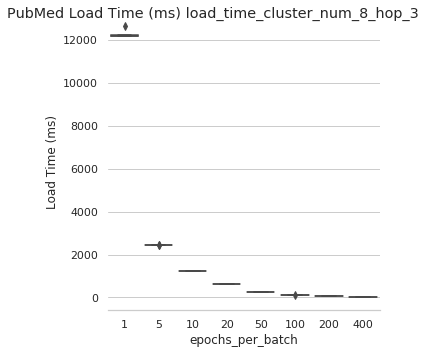 PubMed Load Time (ms) load_time_cluster_num_8_hop_3
12000
10000
8000
6000
4000
2000
0
Load Time (ms)
1 5 10 20 50 100 200 400
epochs_per_batch